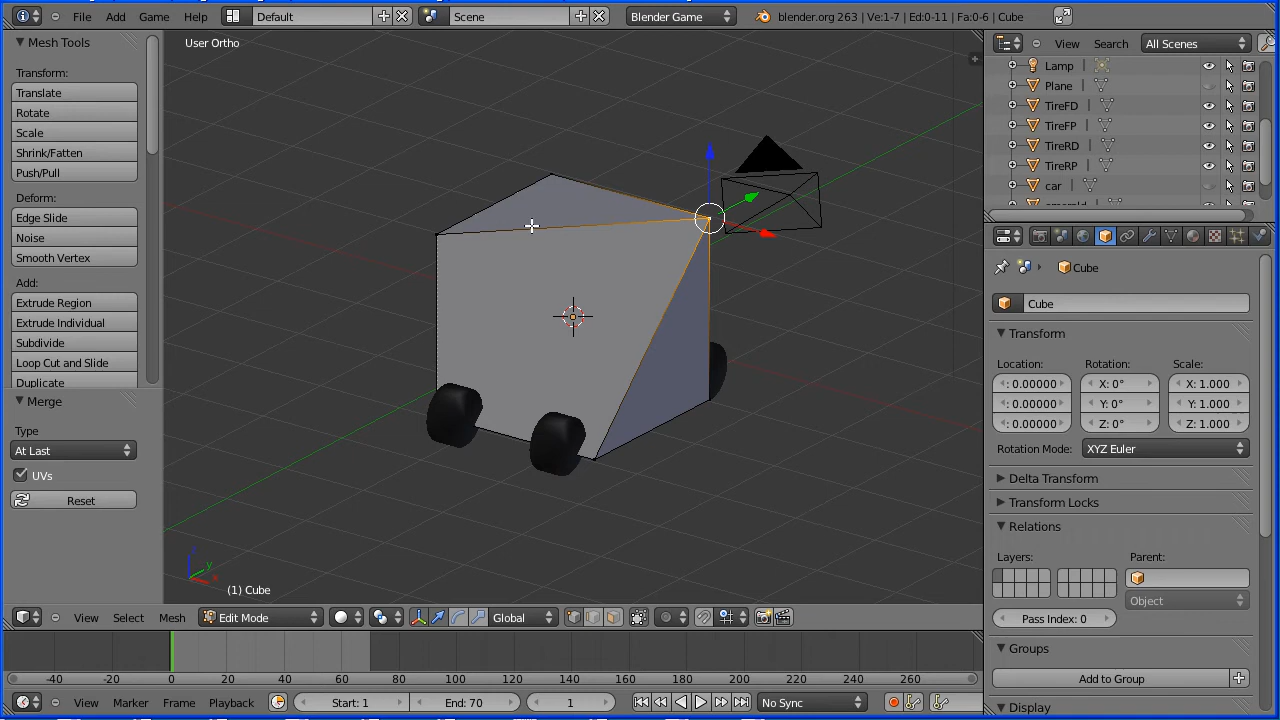 File Add Game Help Default Scene Blender Game blender.org 263 | Ve:1-7 | Ed:0-11 | Fa:0-6 | Cube
Mesh Tools
Transform:
Translate
Rotate
Scale
Shrink/Fatten
Push/Pull
Deform:
Edge Slide
Noise
Smooth Vertex
Add:
Extrude Region
Extrude Individual
Subdivide
Loop Cut and Slide
Duplicate
Merge
Type
At Last
UVs
Reset
User Ortho
z
y
x
(1) Cube
View Select Mesh Edit Mode Global
-40 -20 0 20 40 60 80 100 120 140 160 180 200 220 240 260
View Marker Frame Playback Start: 1 End: 70 1 No Sync
View Search All Scenes
Lamp
Plane
TireFD
TireFP
TireRD
TireRP
car
Cube
Cube
Transform
Location: Rotation: Scale:
: 0.00000 X: 0° X: 1.000
: 0.00000 Y: 0° Y: 1.000
: 0.00000 Z: 0° Z: 1.000
Rotation Mode: XYZ Euler
Delta Transform
Transform Locks
Relations
Layers: Parent:
Object
Pass Index: 0
Groups
Add to Group
Display